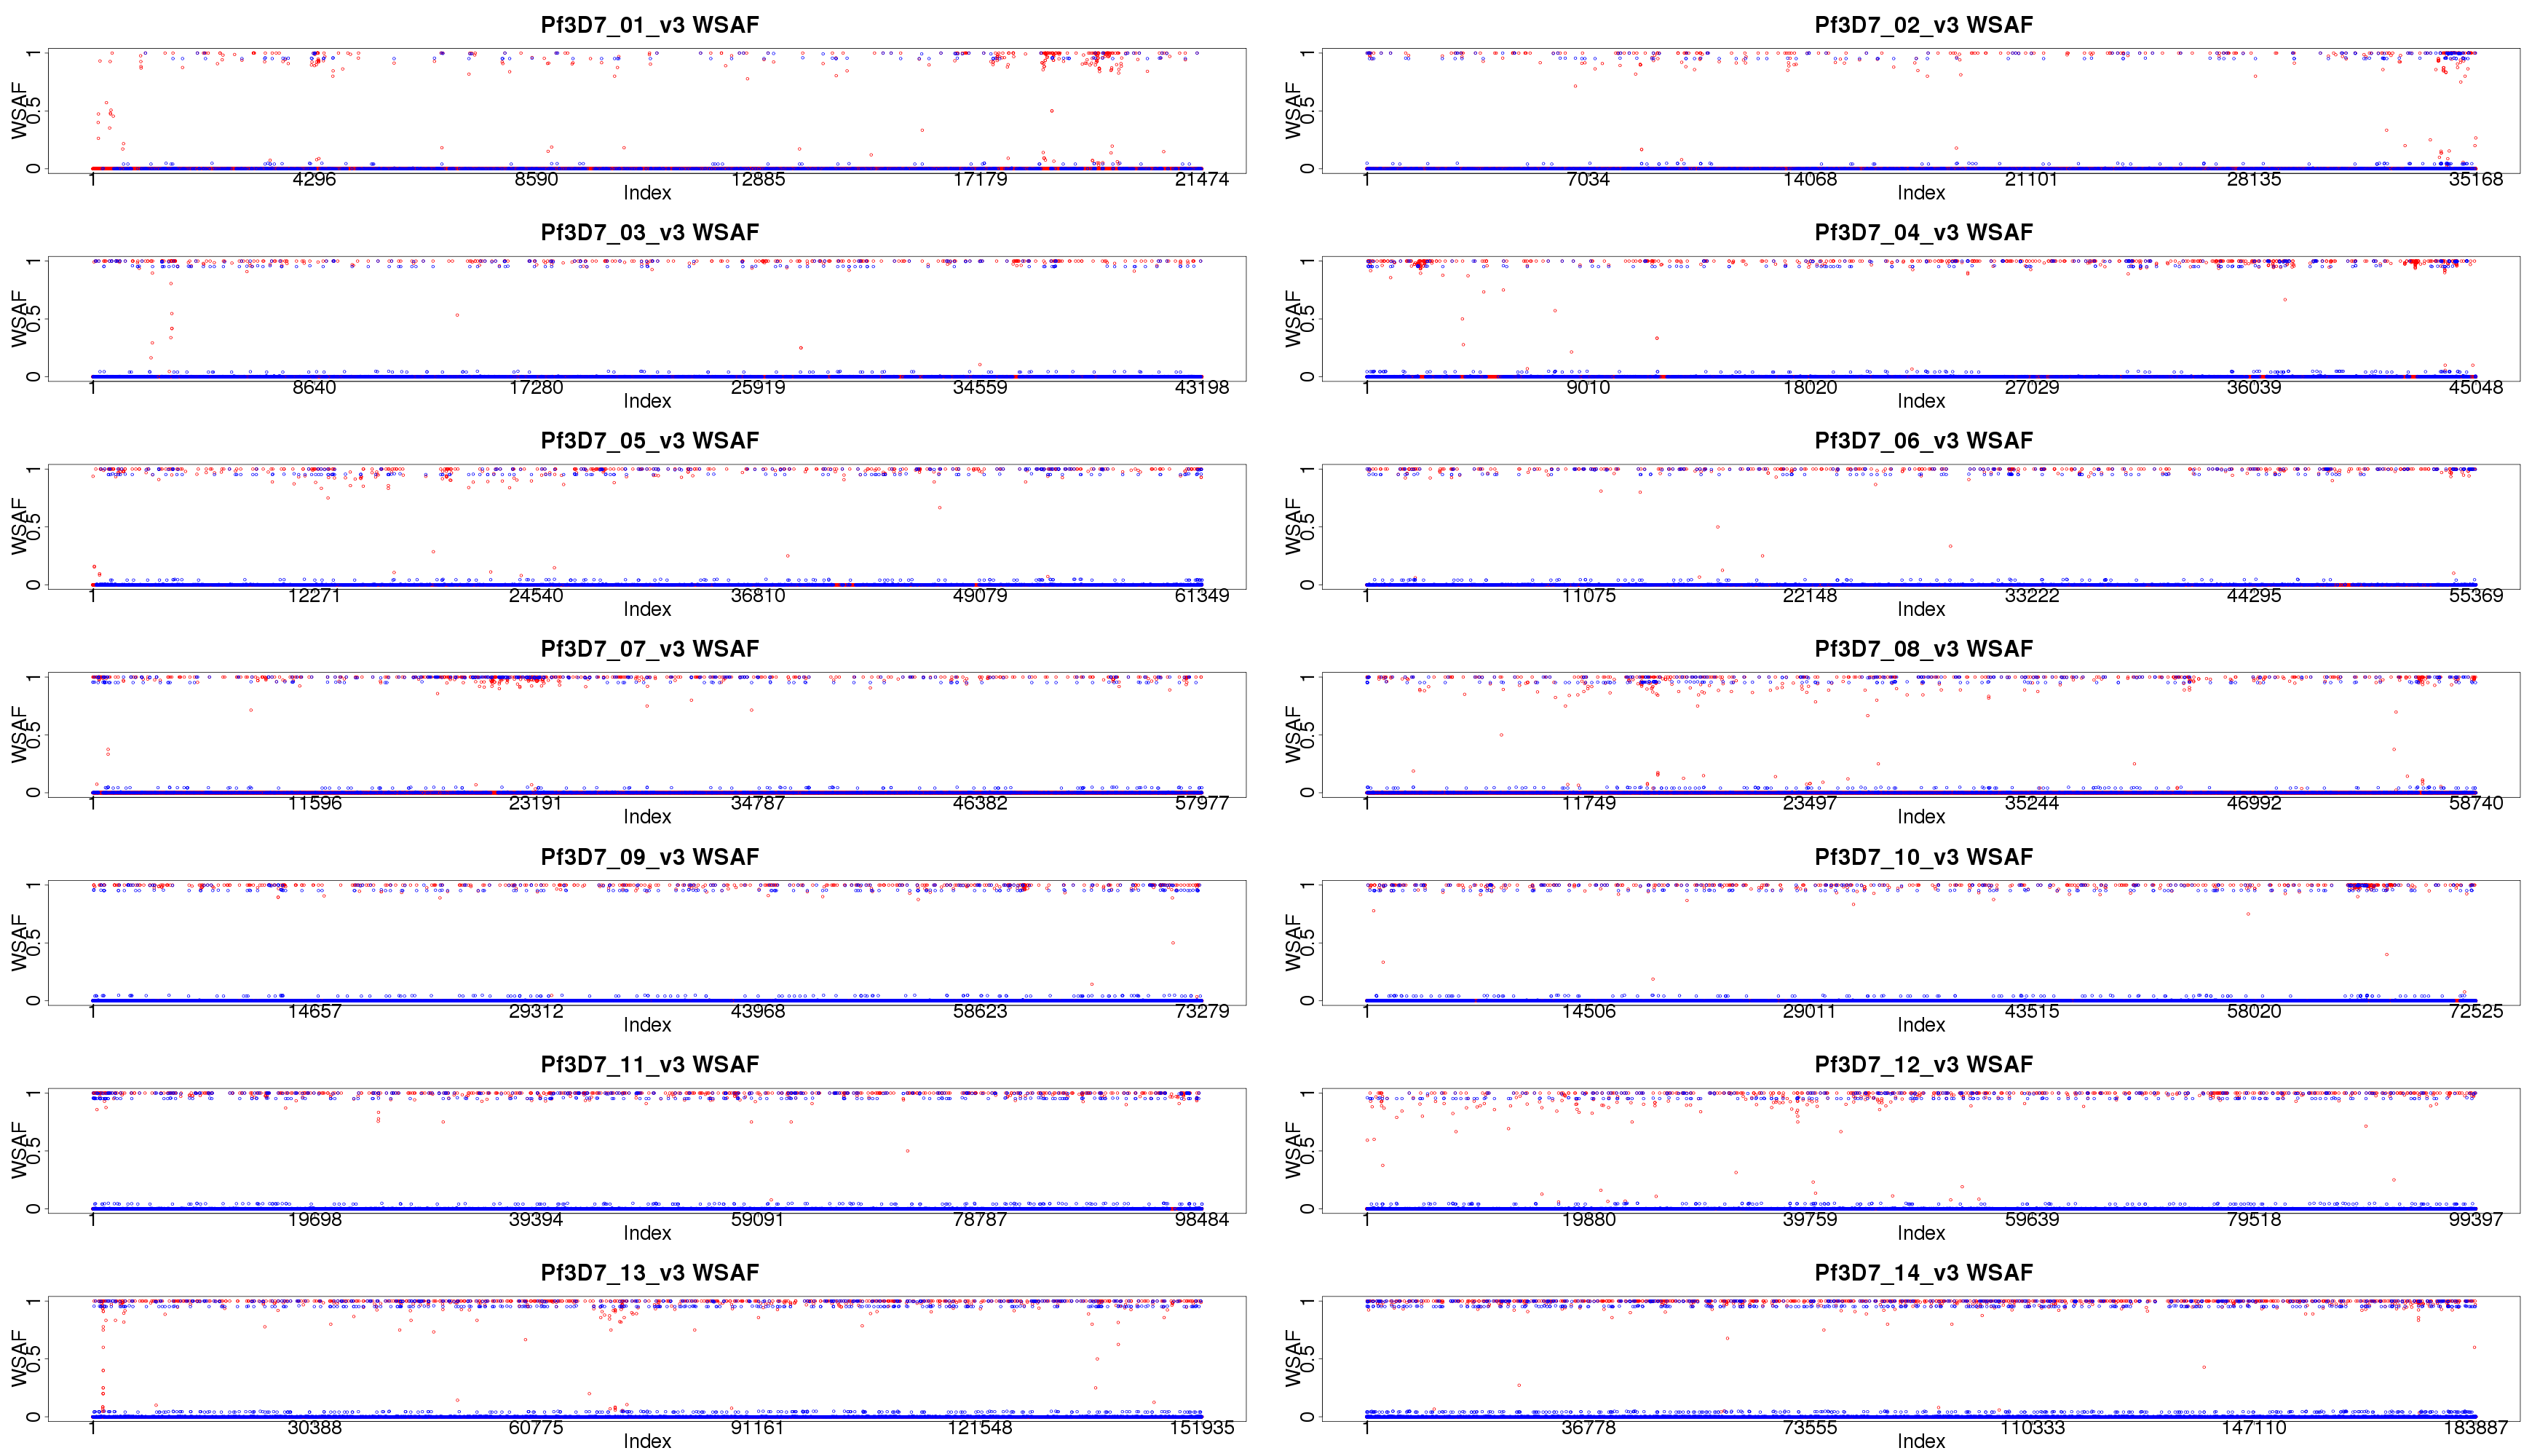 Pf3D7_01_v3 WSAF
WSAF
0 0.5 1
1 4296 8590 12885 17179 21474
Index
Pf3D7_02_v3 WSAF
WSAF
0 0.5 1
1 7034 14068 21101 28135 35168
Index
Pf3D7_03_v3 WSAF
WSAF
0 0.5 1
1 8640 17280 25919 34559 43198
Index
Pf3D7_04_v3 WSAF
WSAF
0 0.5 1
1 9010 18020 27029 36039 45048
Index
Pf3D7_05_v3 WSAF
WSAF
0 0.5 1
1 12271 24540 36810 49079 61349
Index
Pf3D7_06_v3 WSAF
WSAF
0 0.5 1
1 11075 22148 33222 44295 55369
Index
Pf3D7_07_v3 WSAF
WSAF
0 0.5 1
1 11596 23191 34787 46382 57977
Index
Pf3D7_08_v3 WSAF
WSAF
0 0.5 1
1 11749 23497 35244 46992 58740
Index
Pf3D7_09_v3 WSAF
WSAF
0 0.5 1
1 14657 29312 43968 58623 73279
Index
Pf3D7_10_v3 WSAF
WSAF
0 0.5 1
1 14506 29011 43515 58020 72525
Index
Pf3D7_11_v3 WSAF
WSAF
0 0.5 1
1 19698 39394 59091 78787 98484
Index
Pf3D7_12_v3 WSAF
WSAF
0 0.5 1
1 19880 39759 59639 79518 99397
Index
Pf3D7_13_v3 WSAF
WSAF
0 0.5 1
1 30388 60775 91161 121548 151935
Index
Pf3D7_14_v3 WSAF
WSAF
0 0.5 1
1 36778 73555 110333 147110 183887
Index